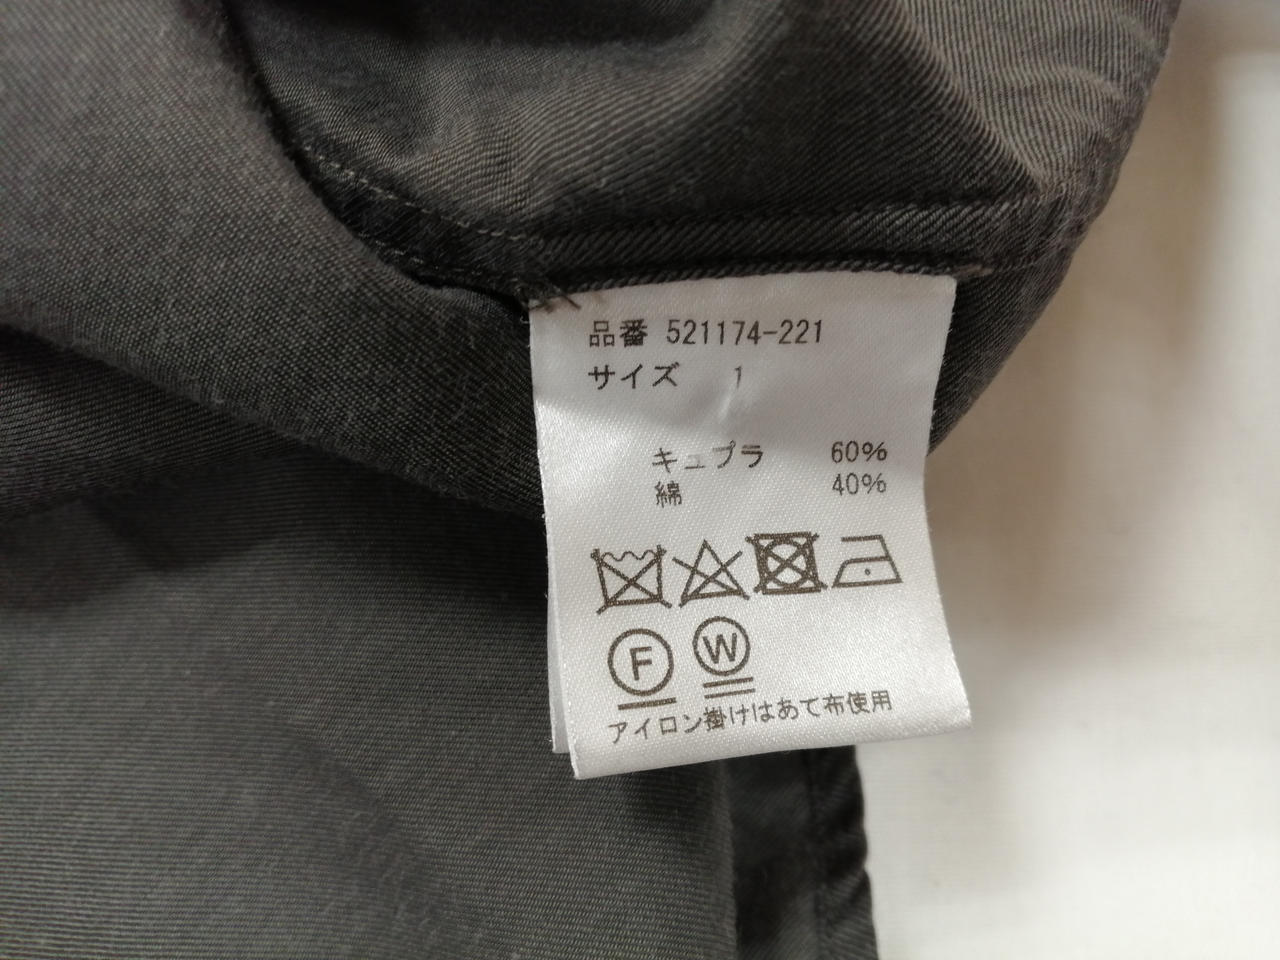 品番 521174-221
サイズ 1
キュプラ 60%
綿 40%
F W
アイロン掛けはあて布使用